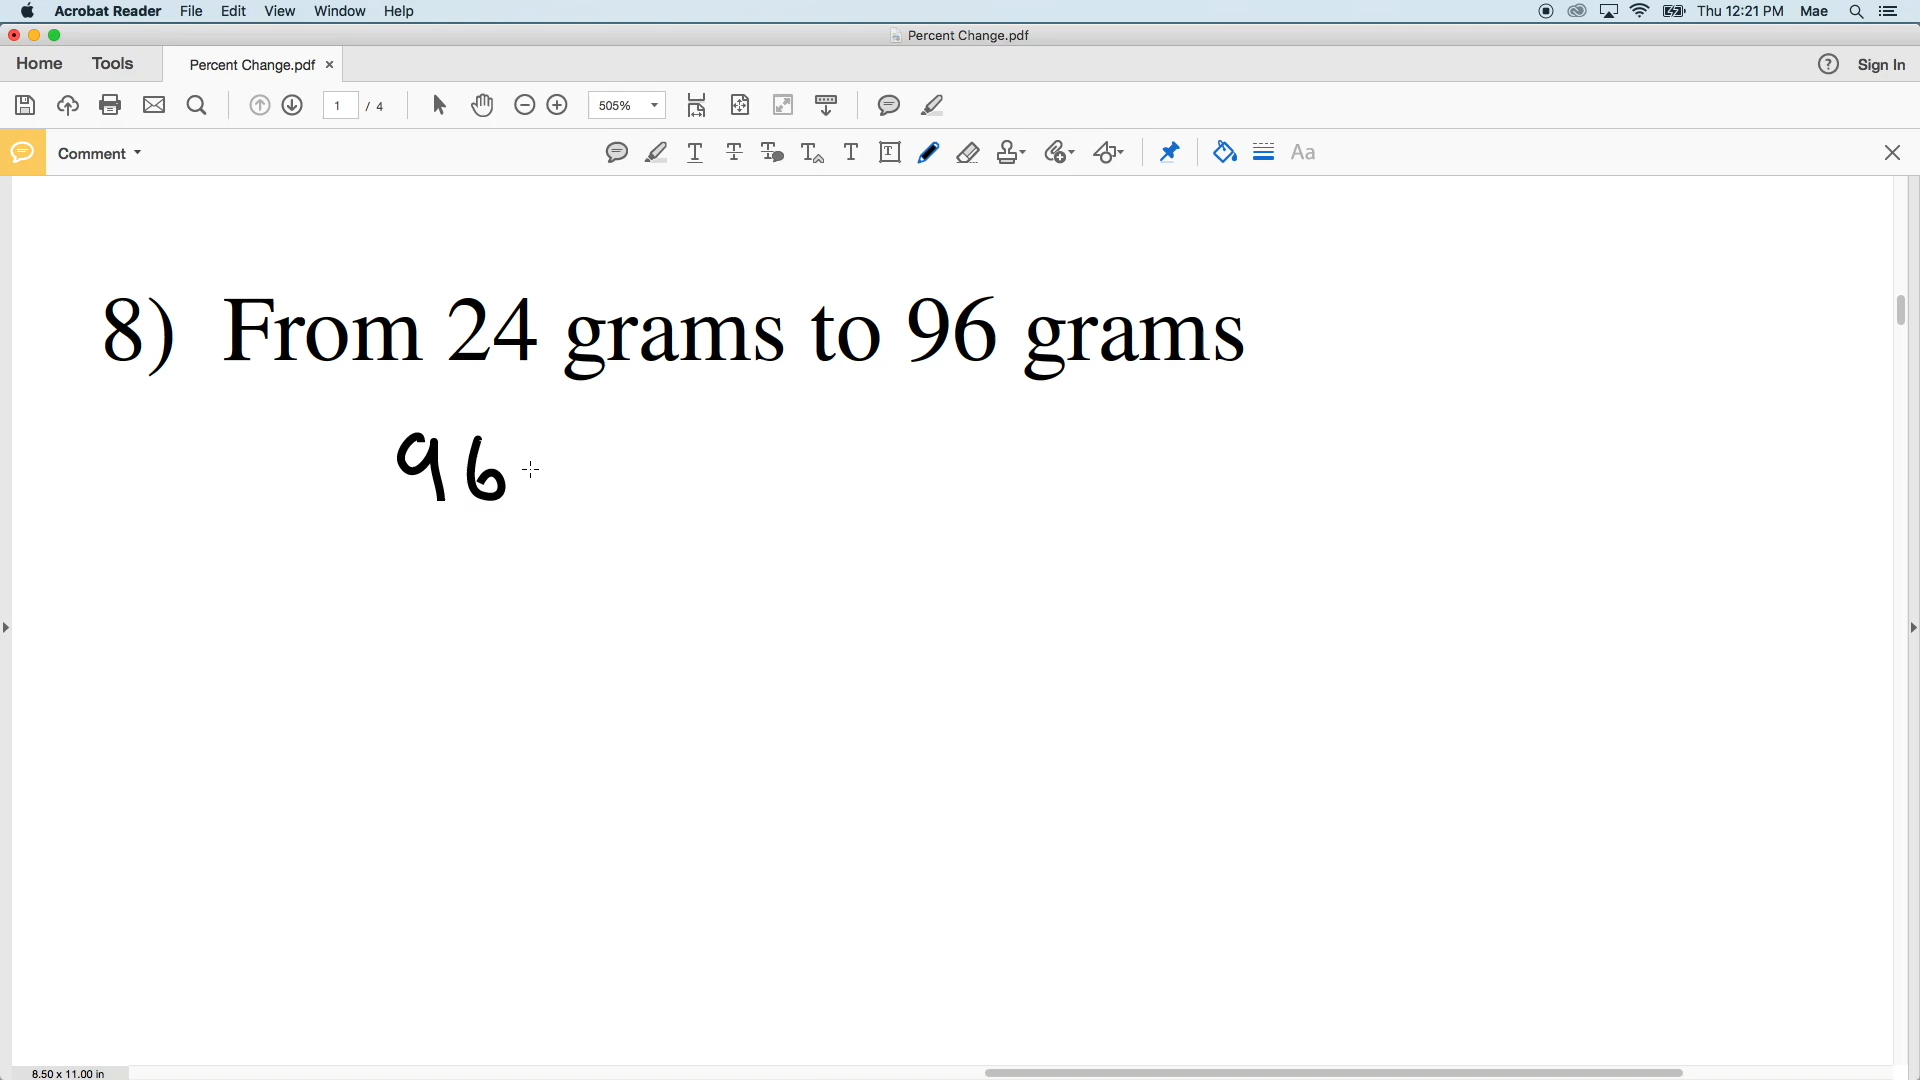 Acrobat Reader File Edit View Window Help Thu 12:21 PM Mae
Percent Change.pdf
Home Tools Percent Change.pdf × ? Sign In
1 / 4 505%
Comment T T T T T T Aa
8) From 24 grams to 96 grams
96
8.50 x 11.00 in